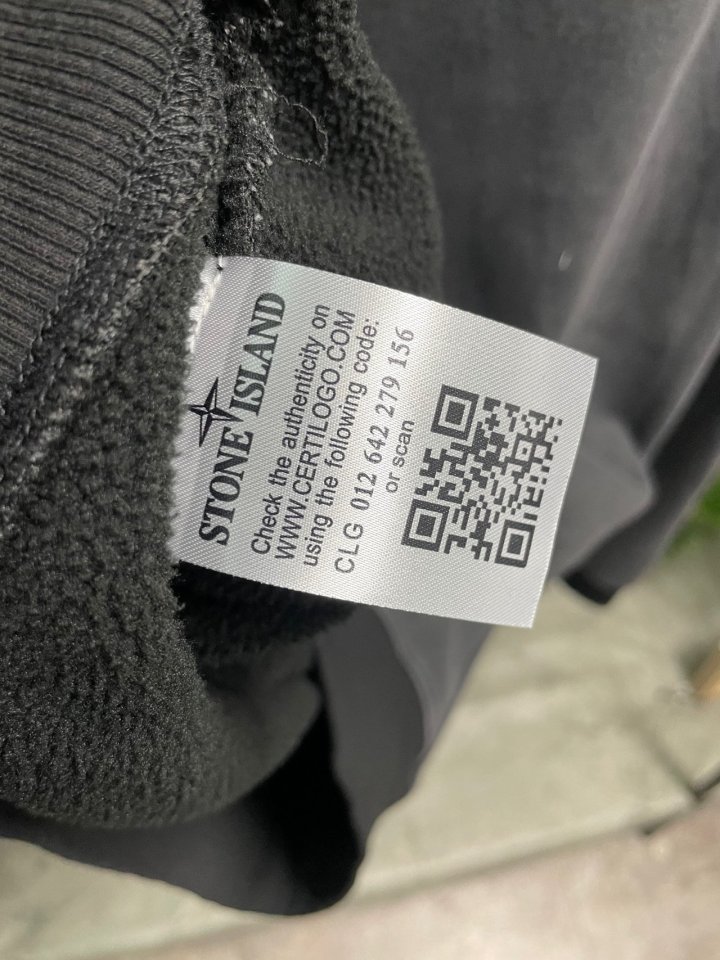 STONE ISLAND
Check the authenticity on
WWW.CERTILOGO.COM
using the following code:
CLG 012 642 279 156
or scan